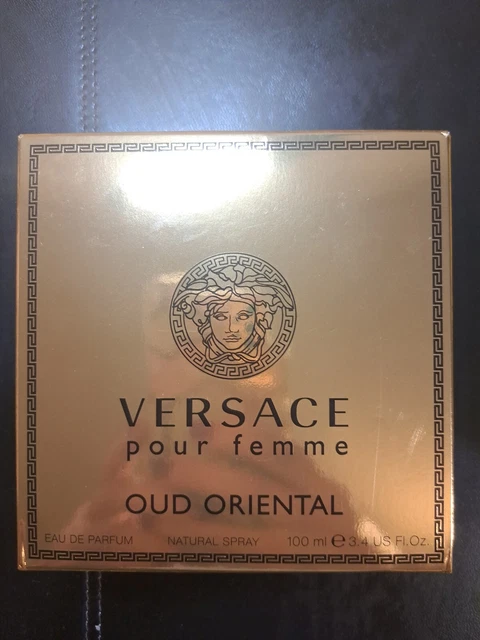 VERSACE
pour femme
OUD ORIENTAL
EAU DE PARFUM NATURAL SPRAY 100 ml ℮ 3.4 US Fl.Oz.